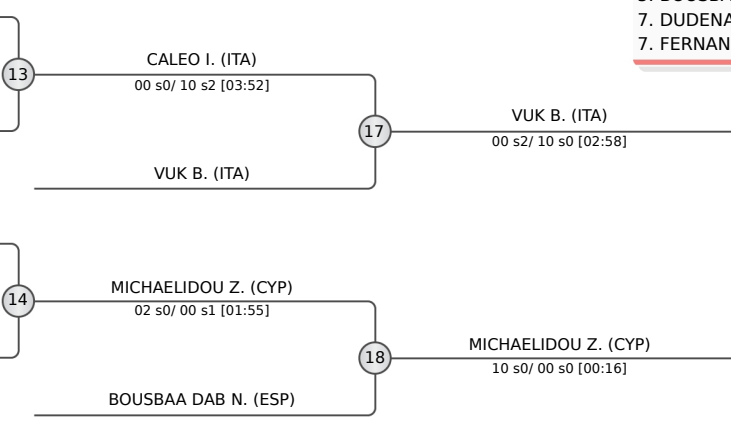 7. DUDENA
7. FERNAN
CALEO I. (ITA)
13
00 s0/ 10 s2 [03:52]
VUK B. (ITA)
17
00 s2/ 10 s0 [02:58]
VUK B. (ITA)
MICHAELIDOU Z. (CYP)
14
02 s0/ 00 s1 [01:55]
MICHAELIDOU Z. (CYP)
18
10 s0/ 00 s0 [00:16]
BOUSBAA DAB N. (ESP)